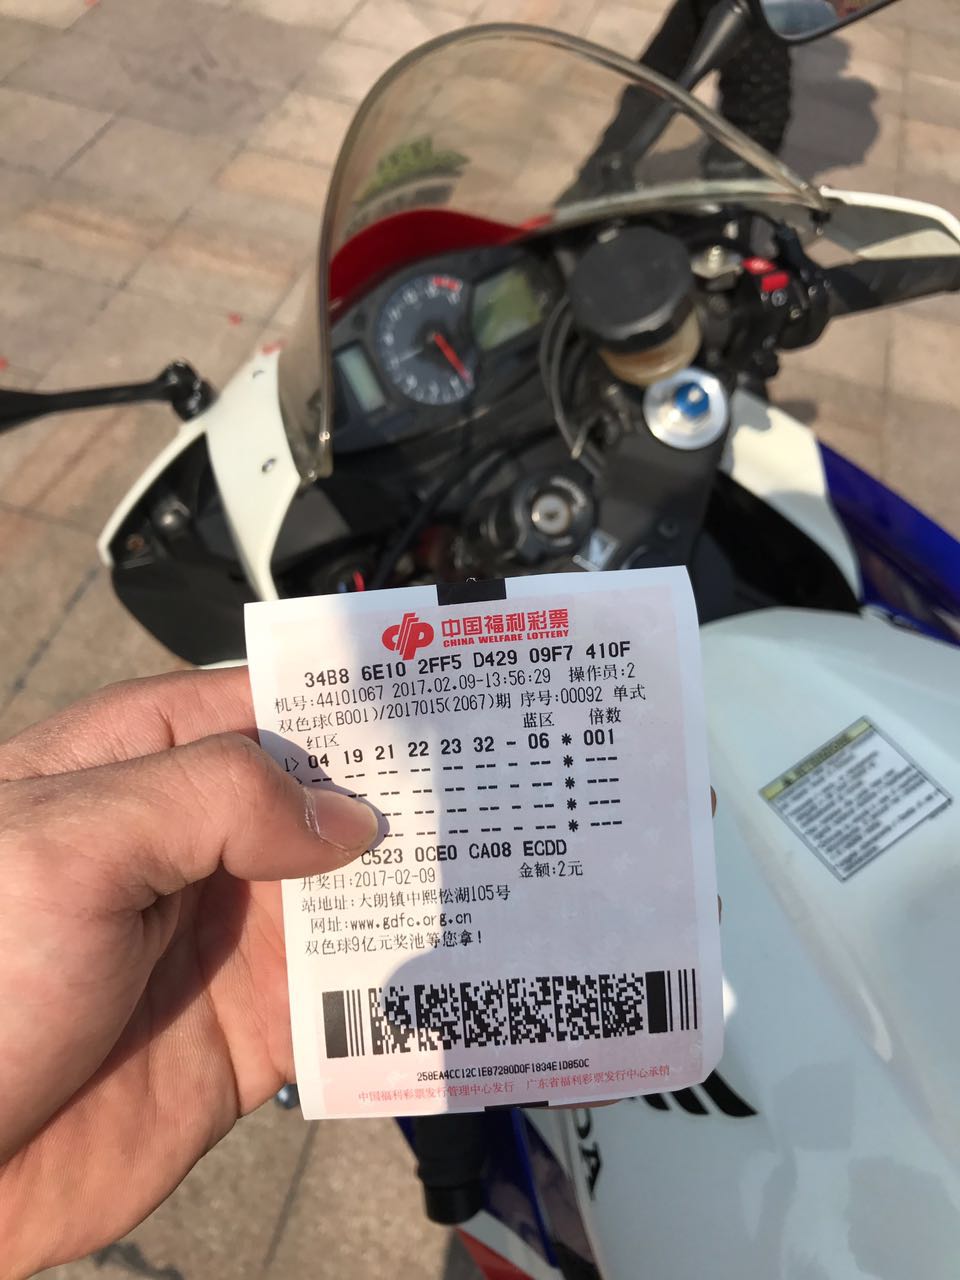 中国福利彩票
CHINA WELFARE LOTTERY
34B8 6E10 2FF5 D429 09F7 410F
机号:44101067 2017.02.09-13:56:29 操作员:2
双色球(B001)/2017015(2067)期 序号:00092 单式
红区 蓝区 倍数
1> 04 19 21 22 23 32 - 06 * 001
-- -- -- -- -- -- - -- * ---
-- -- -- -- -- - -- * ---
-- -- -- -- -- - -- * ---
C523 0CE0 CA08 ECDD
开奖日:2017-02-09 金额:2元
站地址:大朗镇中熙松湖105号
网址:www.gdfc.org.cn
双色球9亿元奖池等您拿!
258EA4CC12C1E87280D0F1834E1D850C
中国福利彩票发行管理中心发行 广东省福利彩票发行中心承销